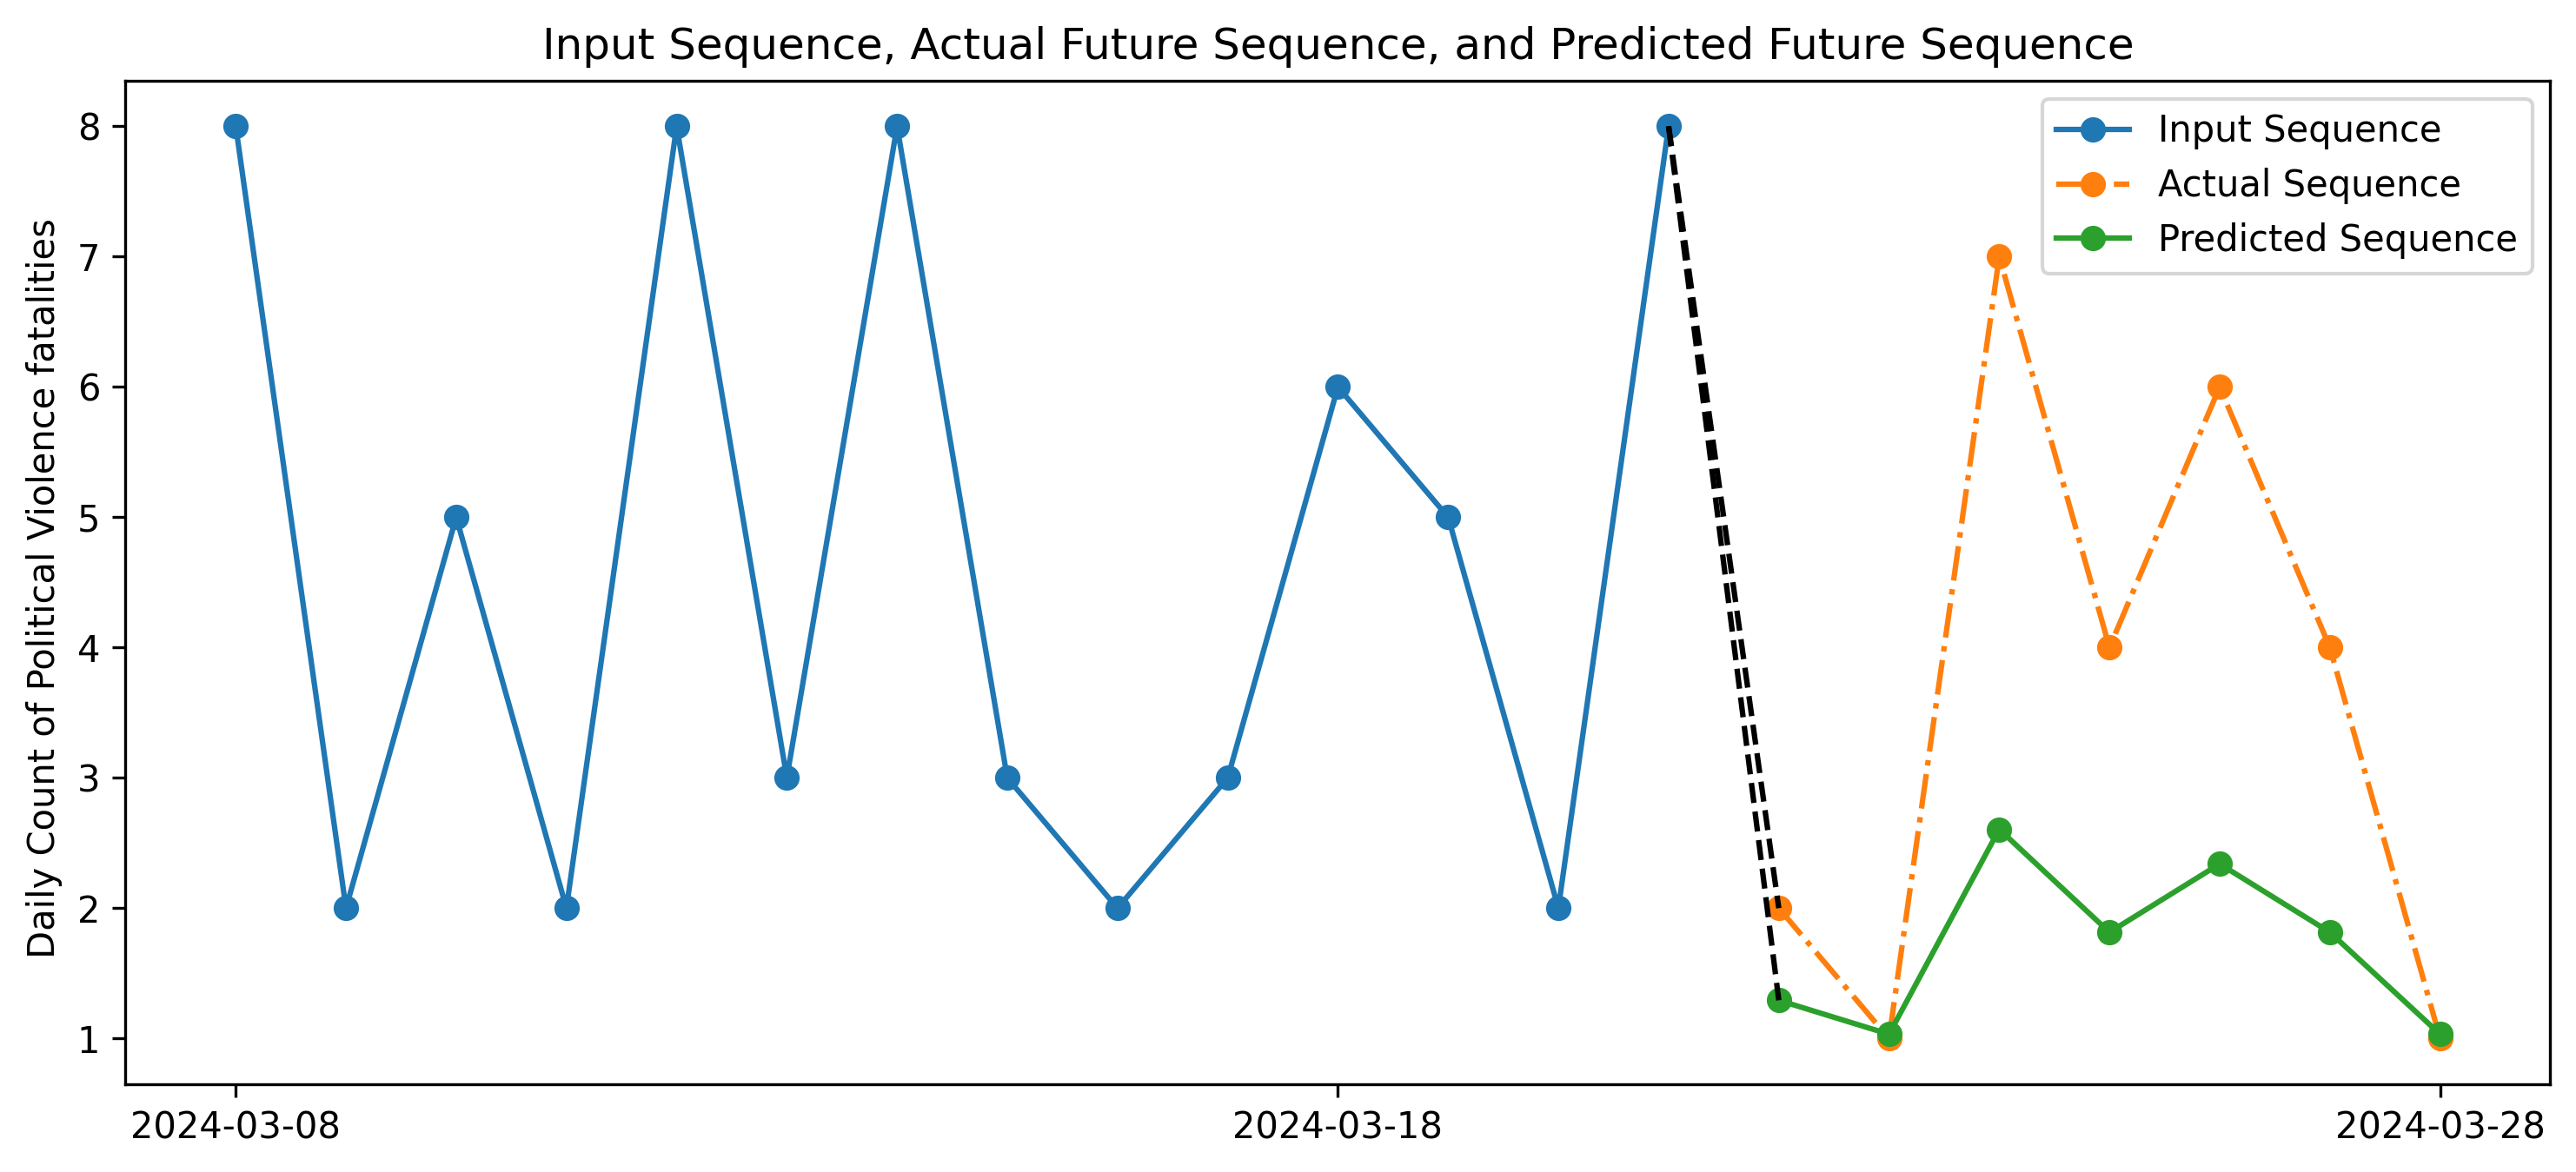 Input Sequence, Actual Future Sequence, and Predicted Future Sequence
Daily Count of Political Violence fatalities
8
7
6
5
4
3
2
1
Input Sequence
Actual Sequence
Predicted Sequence
2024-03-08
2024-03-18
2024-03-28